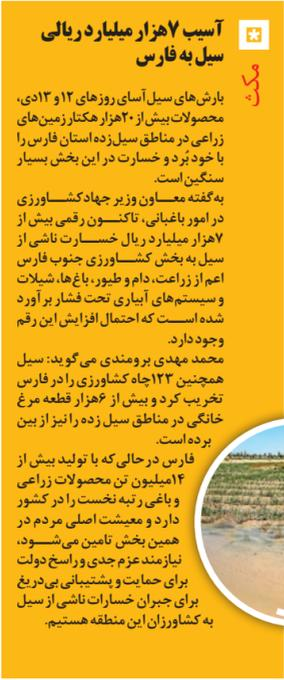 مکث
آسیب ۷هزار میلیارد ریالی
سیل به فارس
بارش‌های سیل‌آسای روزهای ۱۲ و ۱۳دی،
محصولات بیش از ۲۰هزار هکتار زمین‌های
زراعی در مناطق سیل‌زده استان فارس را
با خود بُرد و خسارت در این بخش بسیار
سنگین است.
به‌گفته معاون وزیر جهادکشاورزی
در امور باغبانی، تاکنون رقمی بیش از
۷هزار میلیارد ریال خسارت ناشی از
سیل به بخش کشاورزی جنوب فارس
اعم از زراعت، دام و طیور، باغ‌ها، شیلات
و سیستم‌های آبیاری تحت فشار برآورد
شده است که احتمال افزایش این رقم
وجود دارد.
محمد مهدی برومندی می‌گوید: سیل
همچنین ۱۲۳چاه کشاورزی را در فارس
تخریب کرد و بیش از ۶هزار قطعه مرغ
خانگی در مناطق سیل زده را نیز از بین
برده است.
فارس در حالی‌که با تولید بیش از
۱۴میلیون تن محصولات زراعی
و باغی رتبه نخست را در کشور
دارد و معیشت اصلی مردم در
همین بخش تامین می‌شود،
نیازمند عزم جدی و راسخ دولت
برای حمایت و پشتیبانی بی‌دریغ
برای جبران خسارات ناشی از سیل
به کشاورزان این منطقه هستیم.